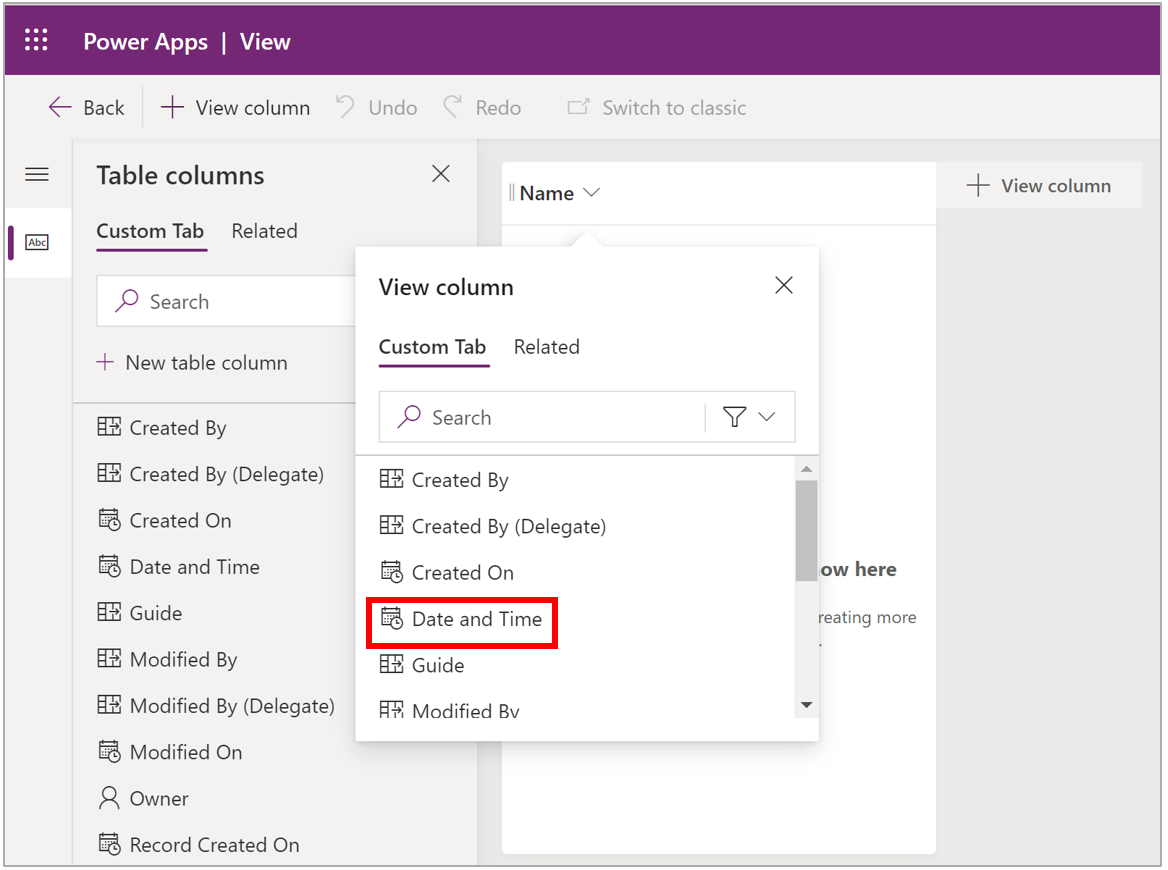 Power Apps | View
Back
View column
Undo
Redo
Switch to classic
Table columns
Custom Tab Related
Search
New table column
Abc
Created By
Created By (Delegate)
Created On
Date and Time
Guide
Modified By
Modified By (Delegate)
Modified On
Owner
Record Created On
Name
View column
View column
Custom Tab Related
Search
Created By
Created By (Delegate)
Created On
Date and Time
Guide
Modified By
here
more